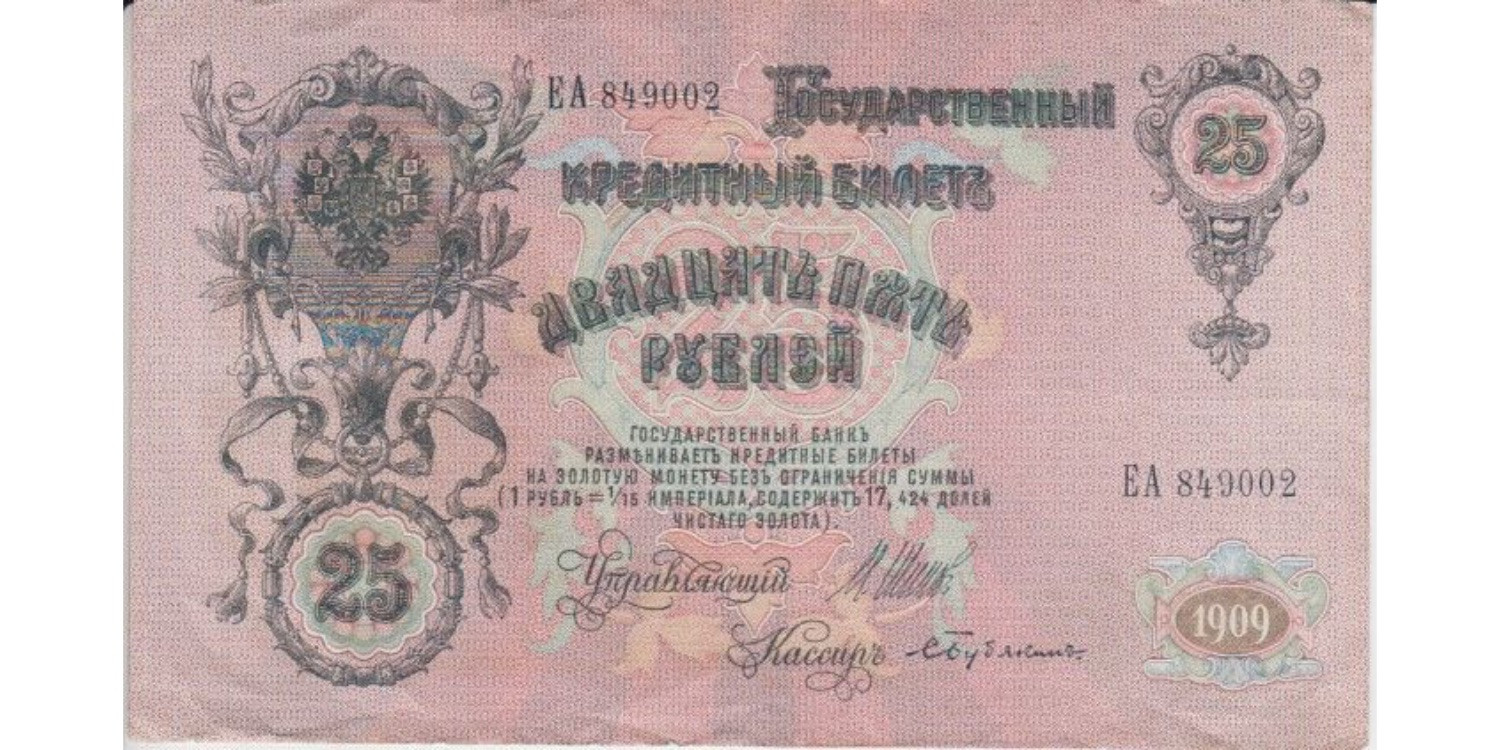 ЕА 849002
Государственный
25
Кредитный Билетъ
Двадцать пять
рублей
Государственный Банкъ
размѣниваетъ кредитные билеты
на золотую монету безъ ограниченія суммы
(1 рубль = 1/15 имперіала, содержитъ 17, 424 долей
чистаго золота).
ЕА 849002
25
Управляющій И Шипов
Кассиръ
1909